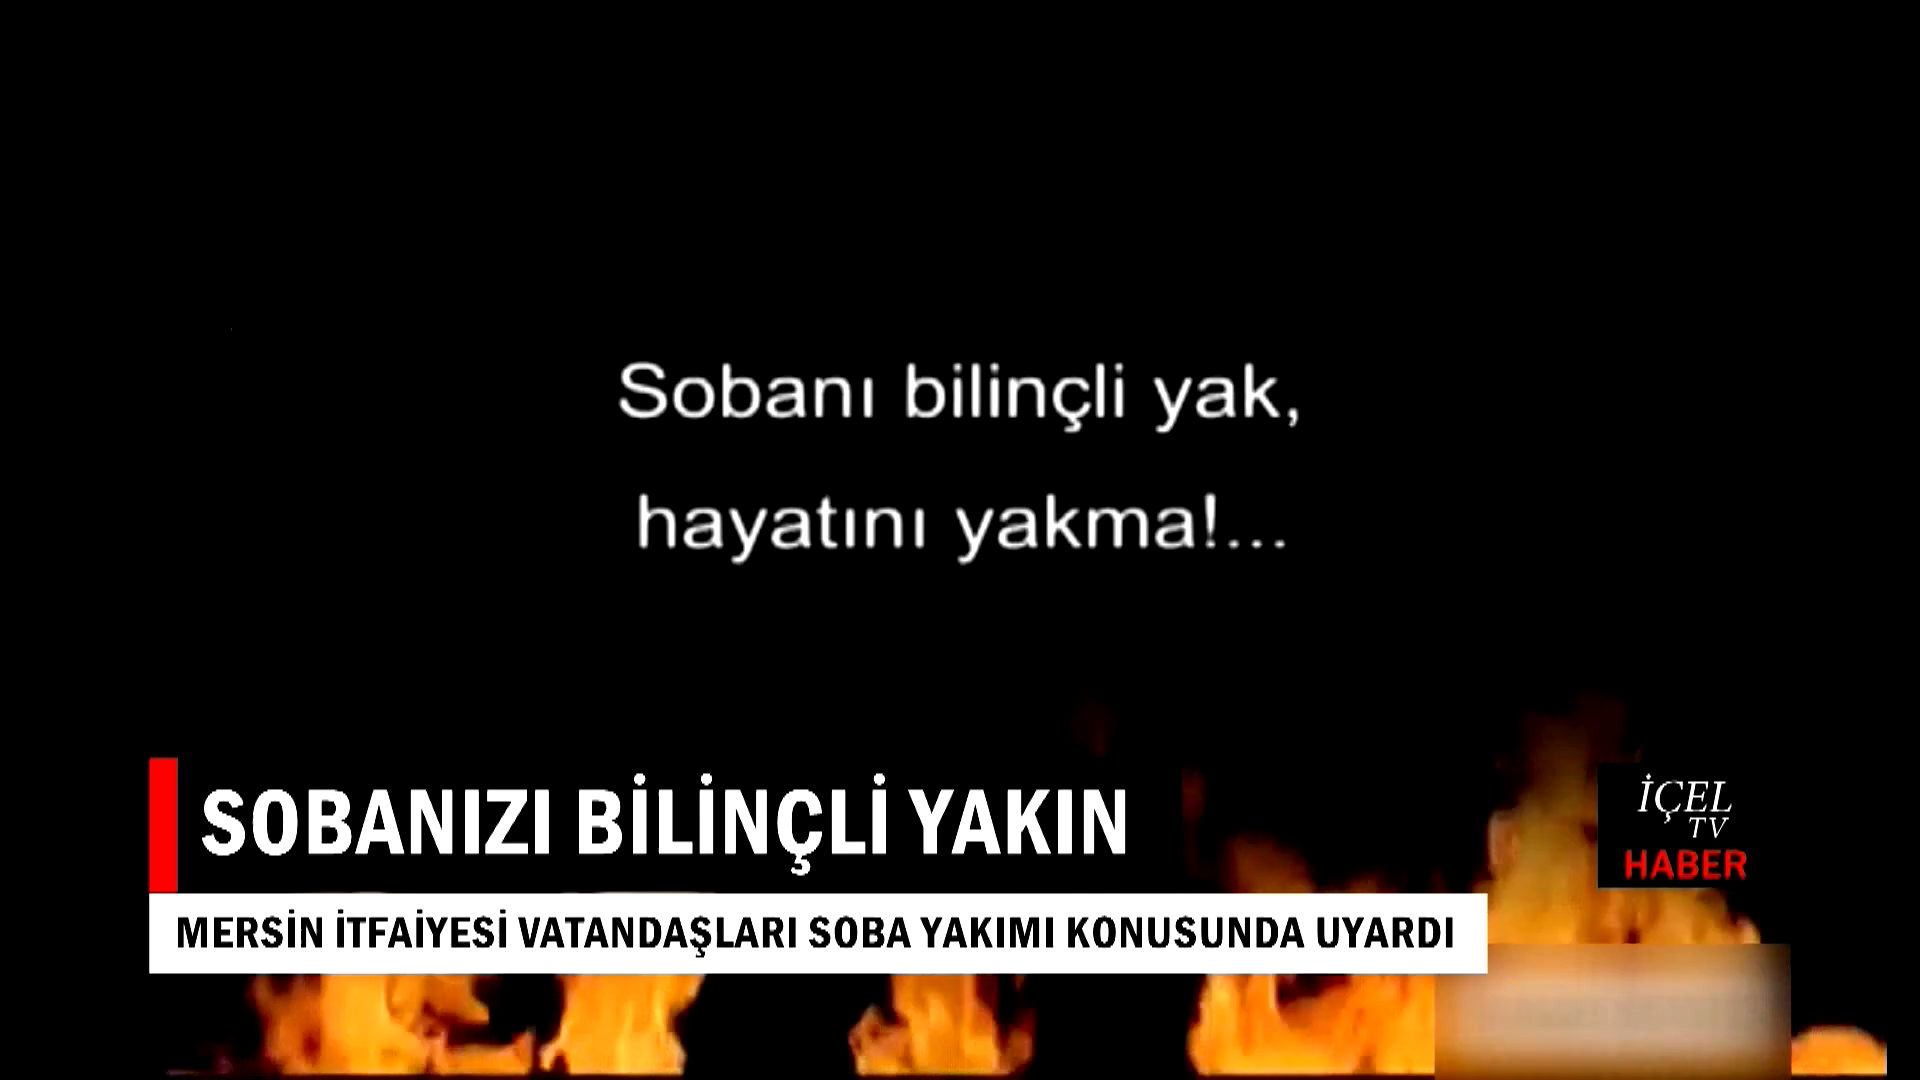 Sobanı bilinçli yak,
hayatını yakma!...
SOBANIZI BİLİNÇLİ YAKIN
İÇEL
TV
HABER
MERSİN İTFAİYESİ VATANDAŞLARI SOBA YAKIMI KONUSUNDA UYARDI